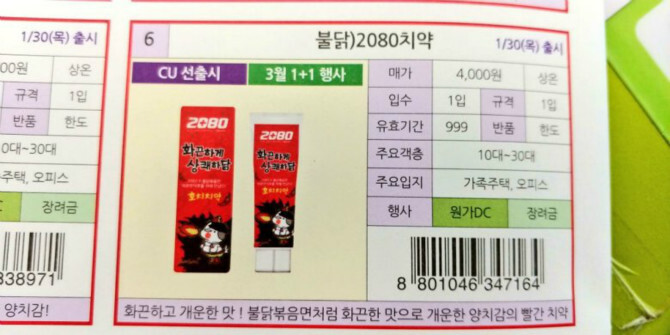 1/30(목) 출시
6
불닭)2080치약
1/30(목) 출시
00원
상온
CU 선출시
3월 1+1 행사
매가
4,000원
상온
규격
1입
입수
1입
규격
1입
반품
한도
유효기간
999
반품
한도
10대~30대
주요객층
10대~30대
주택, 오피스
주요입지
가족주택, 오피스
C
장려금
행사
원가DC
장려금
2080
화끈하게
상쾌하닭
호치치약
2080
화끈하게
상쾌하닭
338971
8 801046 347164
양치감!
화끈하고 개운한 맛 ! 불닭볶음면처럼 화끈한 맛으로 개운한 양치감의 빨간 치약